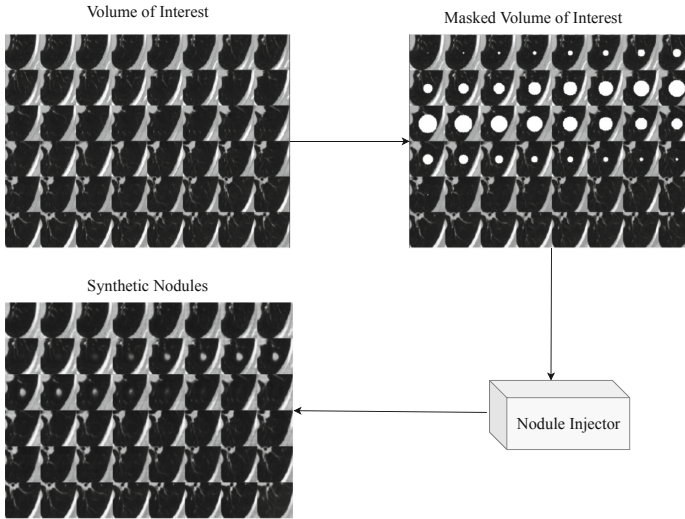 Volume of Interest
Masked Volume of Interest
Synthetic Nodules
Nodule Injector